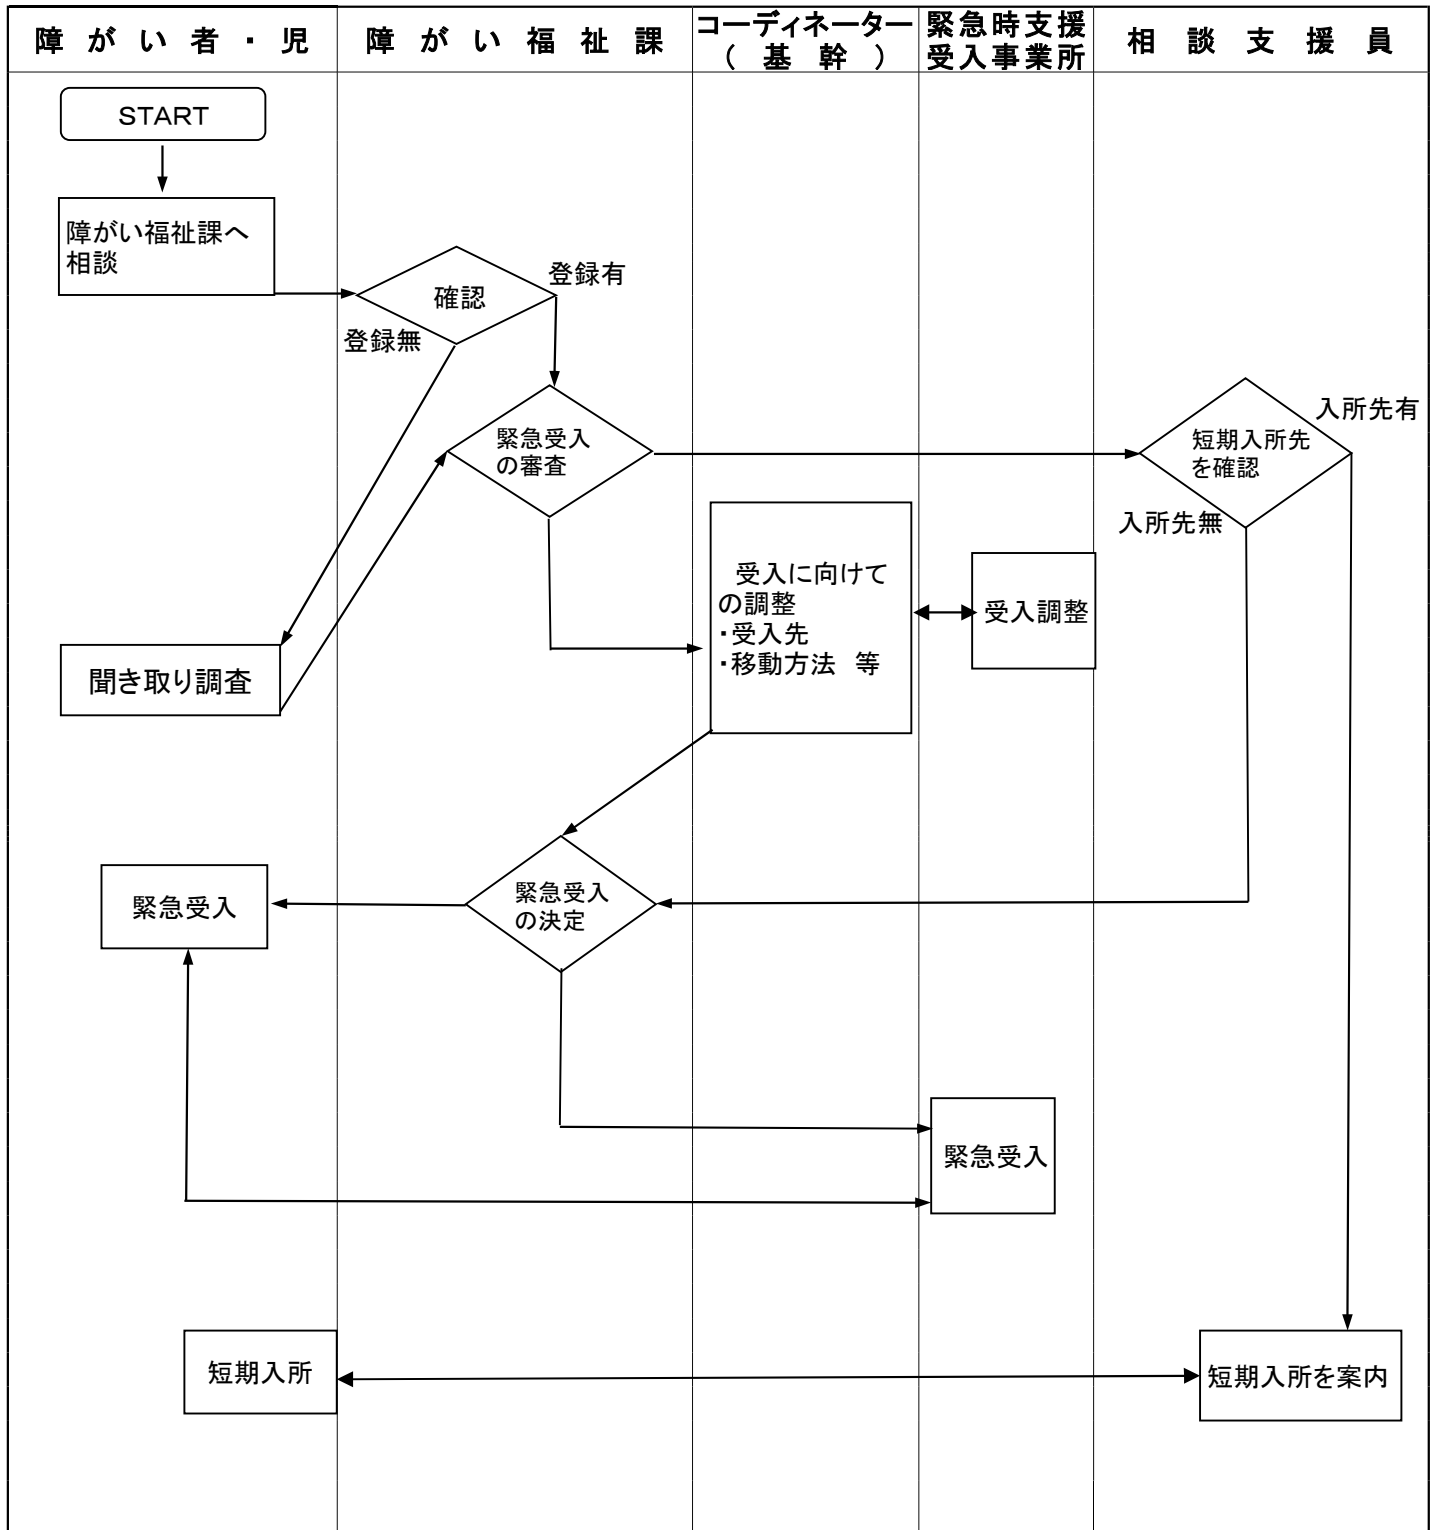 障がい者・児
障がい福祉課
コーディネーター
(基幹)
緊急時支援
受入事業所
相談支援員
START
障がい福祉課へ
相談
確認
登録有
登録無
緊急受入
の審査
短期入所先
を確認
入所先有
入所先無
受入に向けて
の調整
・受入先
・移動方法　等
受入調整
聞き取り調査
緊急受入
緊急受入
の決定
緊急受入
短期入所
短期入所を案内